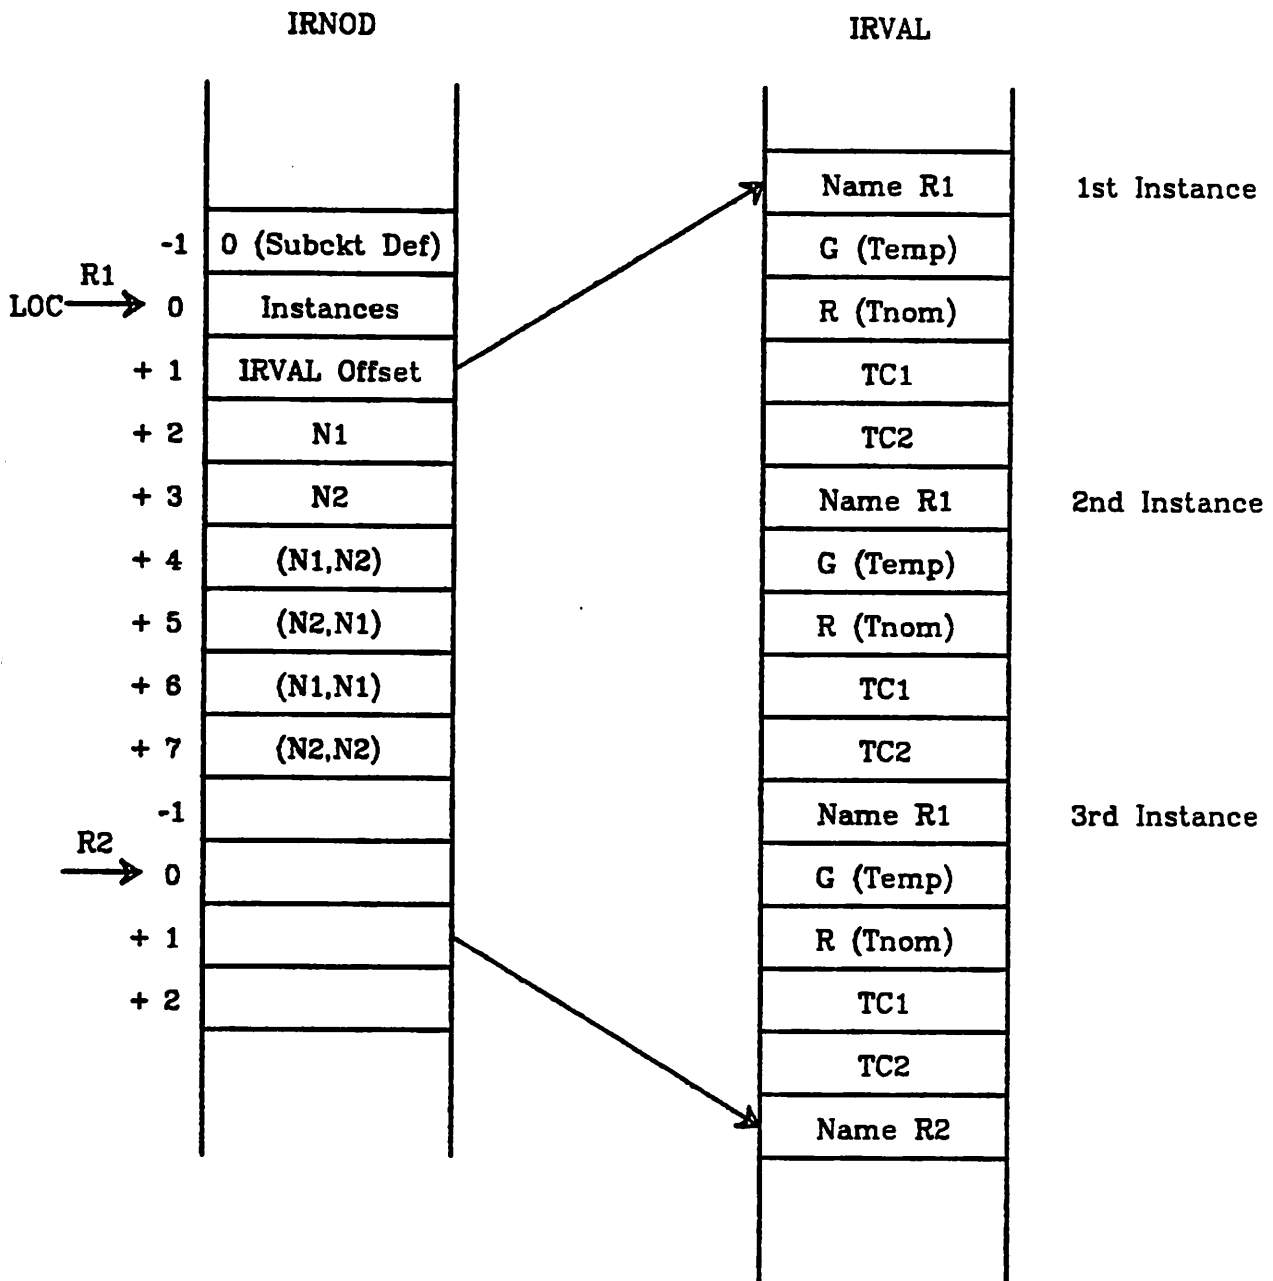 IRNOD
IRVAL
Name R1 1st Instance
-1 0 (Subckt Def) G (Temp)
R1
LOC 0 Instances R (Tnom)
+ 1 IRVAL Offset TC1
+ 2 N1 TC2
+ 3 N2 Name R1 2nd Instance
+ 4 (N1,N2) G (Temp)
+ 5 (N2,N1) R (Tnom)
+ 6 (N1,N1) TC1
+ 7 (N2,N2) TC2
-1 Name R1 3rd Instance
R2
0 G (Temp)
+ 1 R (Tnom)
+ 2 TC1
TC2
Name R2